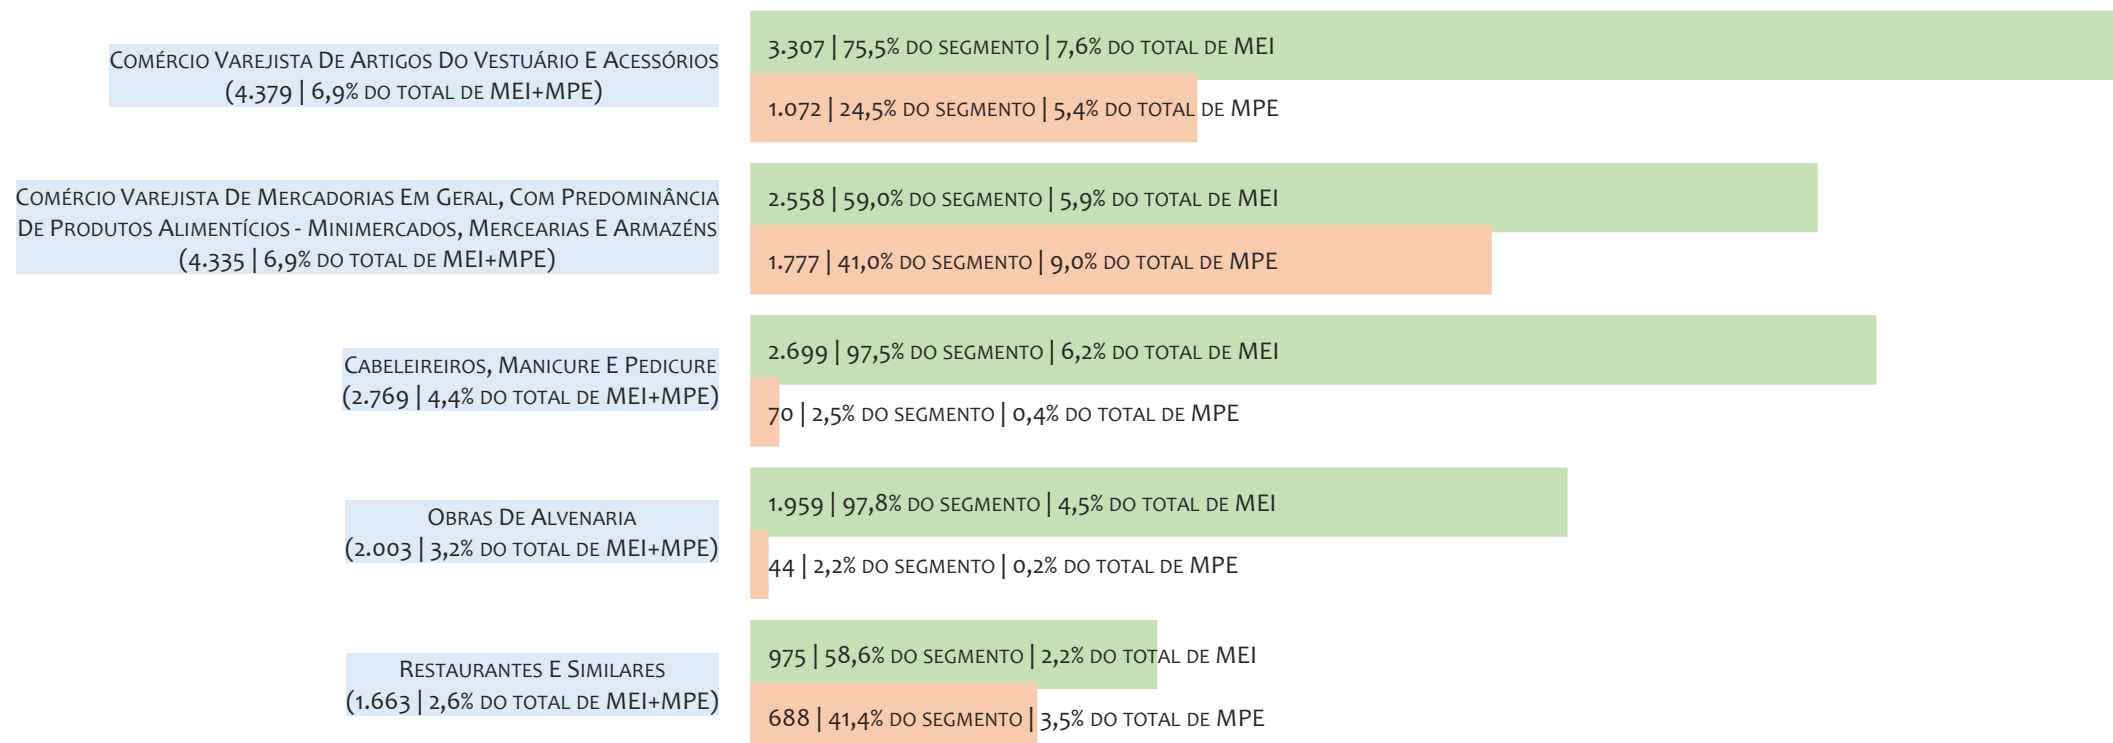 Comércio Varejista De Artigos Do Vestuário E Acessórios
(4.379 | 6,9% do total de MEI+MPE)
3.307 | 75,5% do segmento | 7,6% do total de MEI
1.072 | 24,5% do segmento | 5,4% do total de MPE
Comércio Varejista De Mercadorias Em Geral, Com Predominância
De Produtos Alimentícios - Minimercados, Mercearias E Armazéns
(4.335 | 6,9% do total de MEI+MPE)
2.558 | 59,0% do segmento | 5,9% do total de MEI
1.777 | 41,0% do segmento | 9,0% do total de MPE
Cabeleireiros, Manicure E Pedicure
(2.769 | 4,4% do total de MEI+MPE)
2.699 | 97,5% do segmento | 6,2% do total de MEI
70 | 2,5% do segmento | 0,4% do total de MPE
Obras De Alvenaria
(2.003 | 3,2% do total de MEI+MPE)
1.959 | 97,8% do segmento | 4,5% do total de MEI
44 | 2,2% do segmento | 0,2% do total de MPE
Restaurantes E Similares
(1.663 | 2,6% do total de MEI+MPE)
975 | 58,6% do segmento | 2,2% do total de MEI
688 | 41,4% do segmento | 3,5% do total de MPE